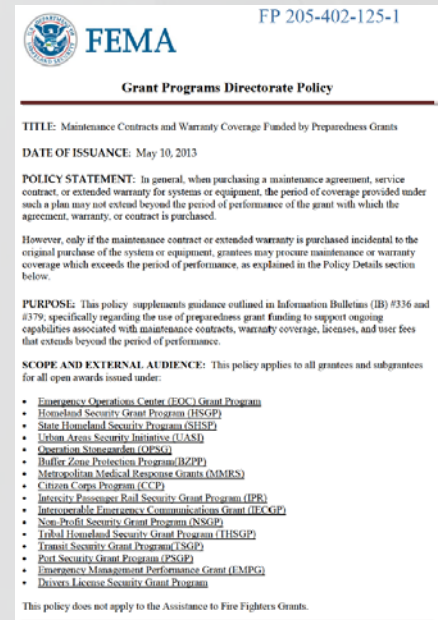 FP 205-402-125-1
FEMA
Grant Programs Directorate Policy
TITLE: Maintenance Contracts and Warranty Coverage Funded by Preparedness Grants
DATE OF ISSUANCE: May 10, 2013
POLICY STATEMENT: In general, when purchasing a maintenance agreement, service
contract, or extended warranty for systems or equipment, the period of coverage provided under
such a plan may not extend beyond the period of performance of the grant with which the
agreement, warranty, or contract is purchased.
However, only if the maintenance contract or extended warranty is purchased incidental to the
original purchase of the system or equipment, grantees may procure maintenance or warranty
coverage which exceeds the period of performance, as explained in the Policy Details section
below.
PURPOSE: This policy supplements guidance outlined in Information Bulletins (IB) #336 and
#379; specifically regarding the use of preparedness grant funding to support ongoing
capabilities associated with maintenance contracts, warranty coverage, licenses, and user fees
that extends beyond the period of performance.
SCOPE AND EXTERNAL AUDIENCE: This policy applies to all grantees and subgrantees
for all open awards issued under:
• Emergency Operations Center (EOC) Grant Program
• Homeland Security Grant Program (HSGP)
• State Homeland Security Program (SHSP)
• Urban Areas Security Initiative (UASI)
• Operation Stonegarden (OPSG)
• Buffer Zone Protection Program(BZPP)
• Metropolitan Medical Response Grants (MMRS)
• Citizen Corps Program (CCP)
• Intercity Passenger Rail Security Grant Program (IPR)
• Interoperable Emergency Communications Grant (IECGP)
• Non-Profit Security Grant Program (NSGP)
• Tribal Homeland Security Grant Program (THSGP)
• Transit Security Grant Program(TSGP)
• Port Security Grant Program (PSGP)
• Emergency Management Performance Grant (EMPG)
• Drivers License Security Grant Program
This policy does not apply to the Assistance to Fire Fighters Grants.